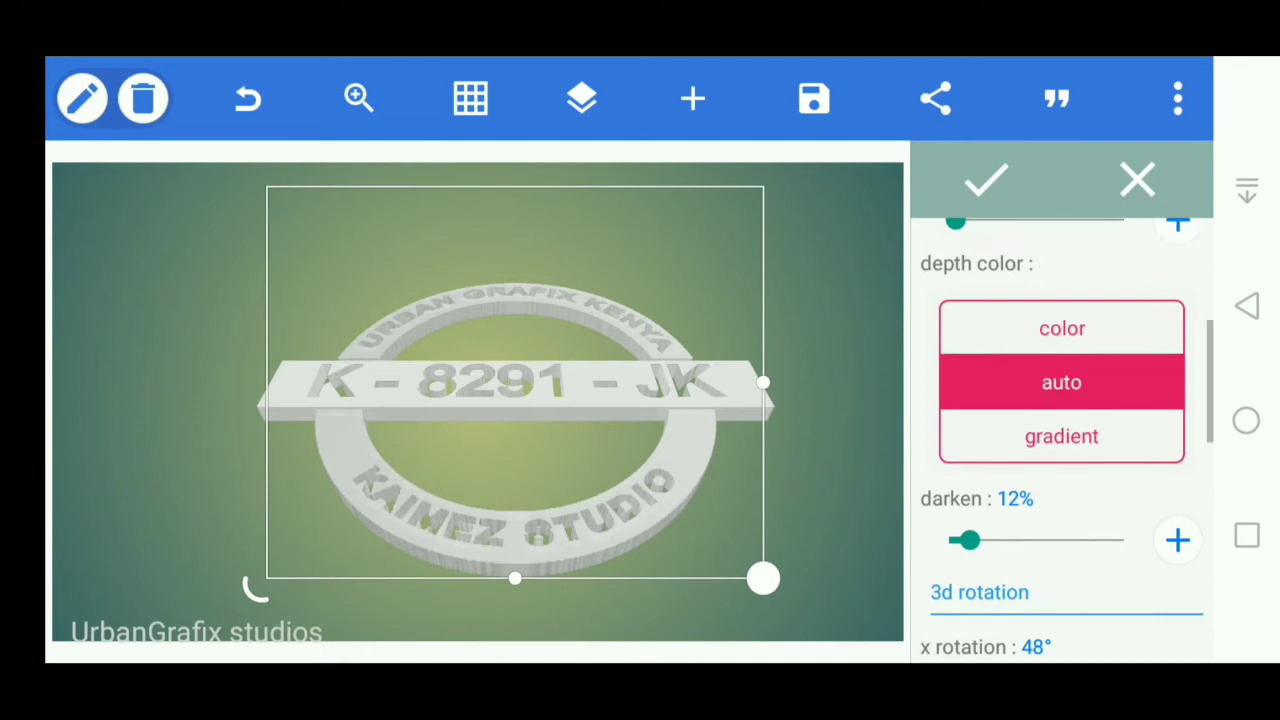 depth color :
color
auto
gradient
darken : 12%
3d rotation
x rotation : 48°
URBAN GRAFIX KENYA
K - 8291 - JK
KAIMEZ STUDIO
UrbanGrafix studios